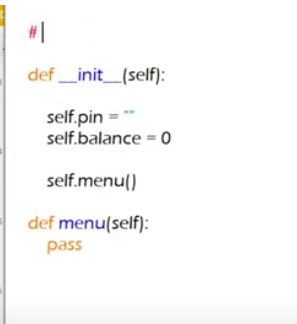 #
def __init__(self):
self.pin = ""
self.balance = 0
self.menu()
def menu(self):
pass